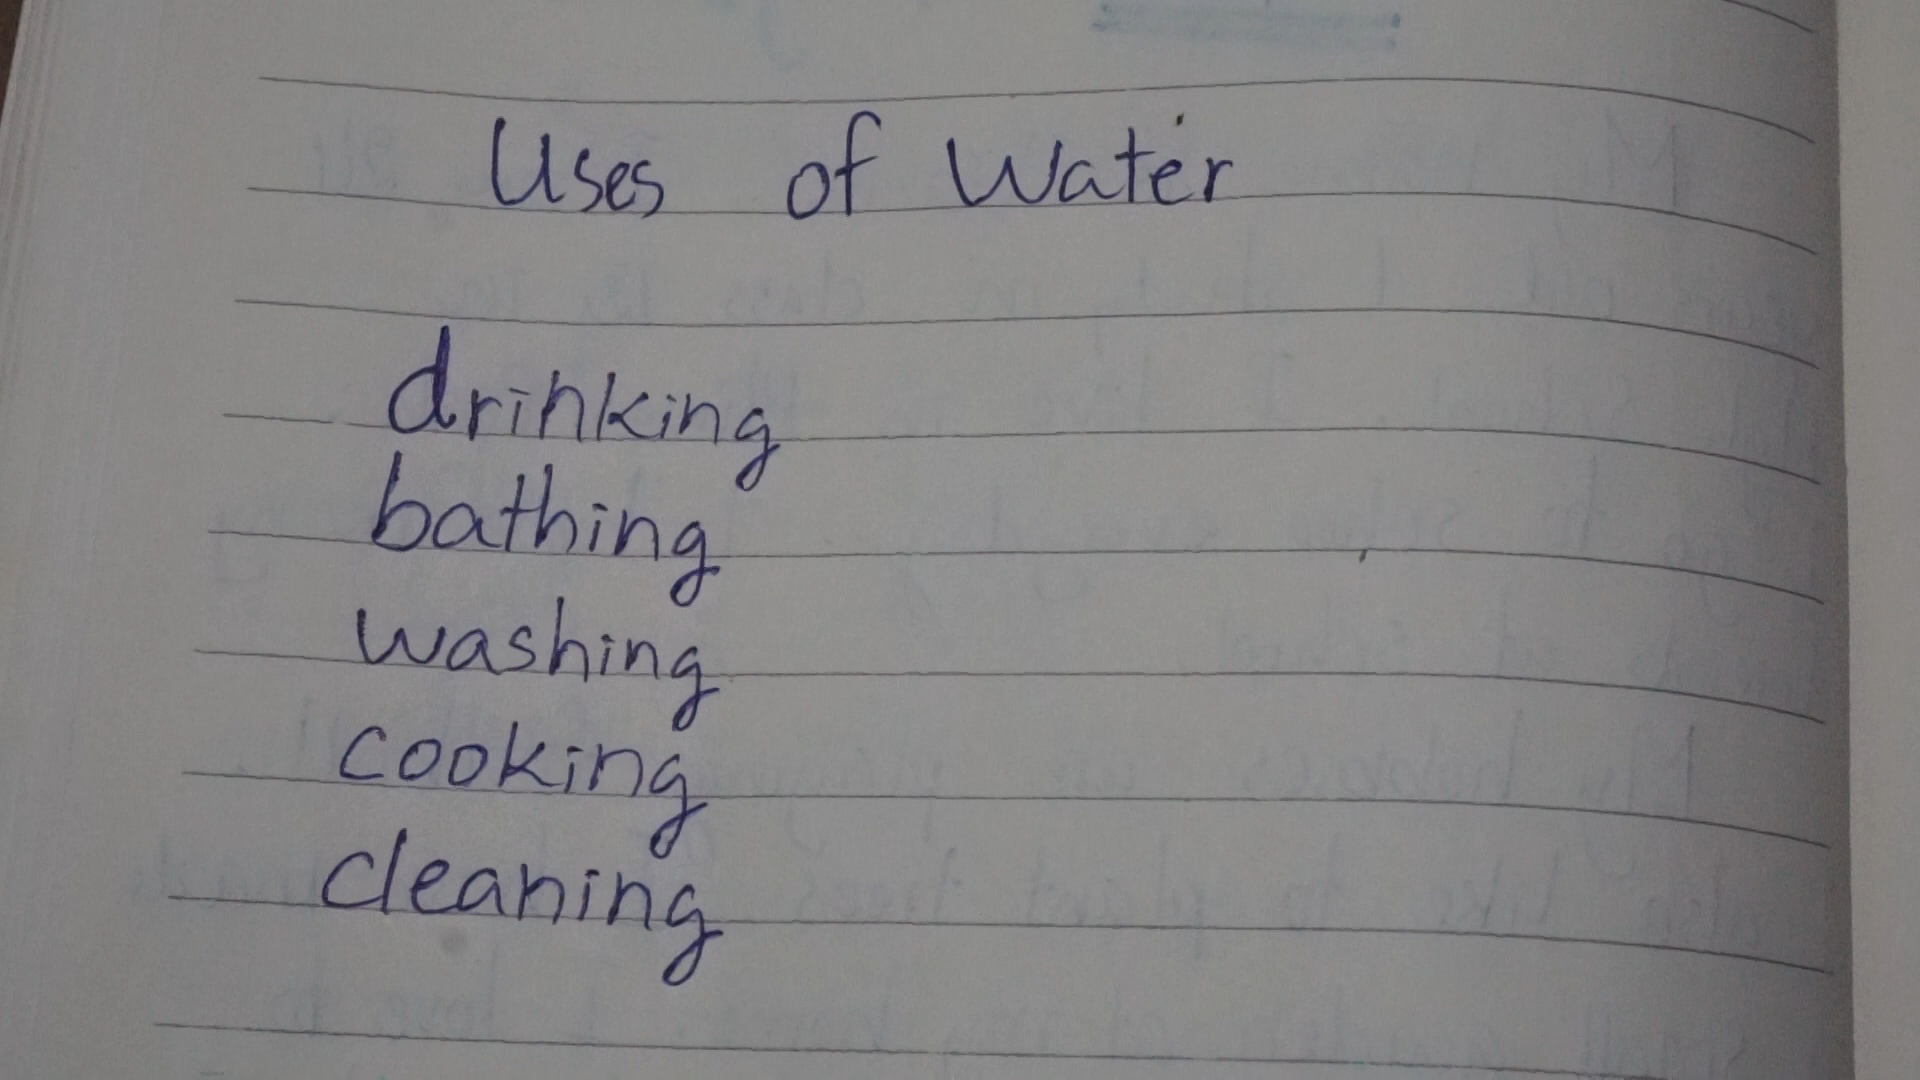 Uses of Water
drinking
bathing
washing
cooking
cleaning